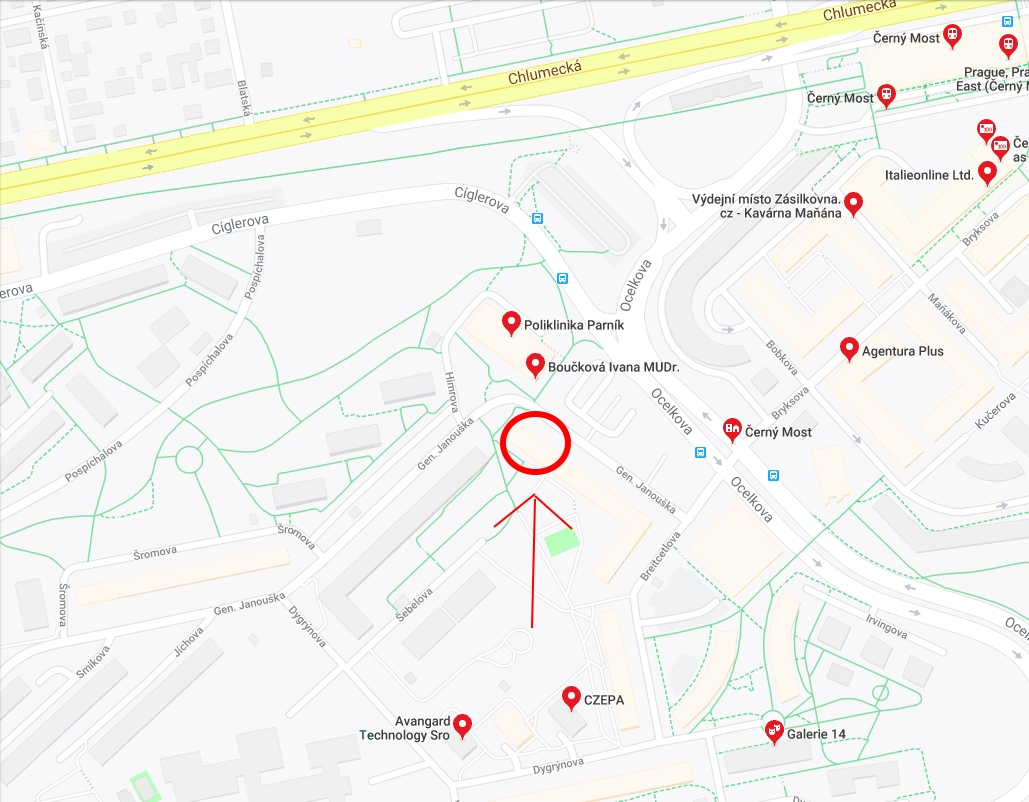 Kačínská
Chlumecká
Černý Most
Prague, Pra
East (Černý M
Chlumecká
Blatská
Černý Most
Če
as
Italieonline Ltd.
Výdejní místo Zásilkovna.
cz - Kavárna Maňána
Cíglerova
Cíglerova
Bryksova
Pospíchalova
Ocelkova
erova
Maňákova
Poliklinika Parník
Pospíchalova
Bobkova
Agentura Plus
Boučková Ivana MUDr.
Himrova
Ocelkova
Bryksova
Kučerova
Černý Most
Gen. Janouška
Pospíchalova
Gen. Janouška
Ocelkova
Šromova
Šromova
Breitcetlova
Šromova
Gen. Janouška
Šebelova
Dygrýnova
Irvingova
Oce
Jíchova
Smikova
CZEPA
Avangard
Technology Sro
Galerie 14
Dygrýnova